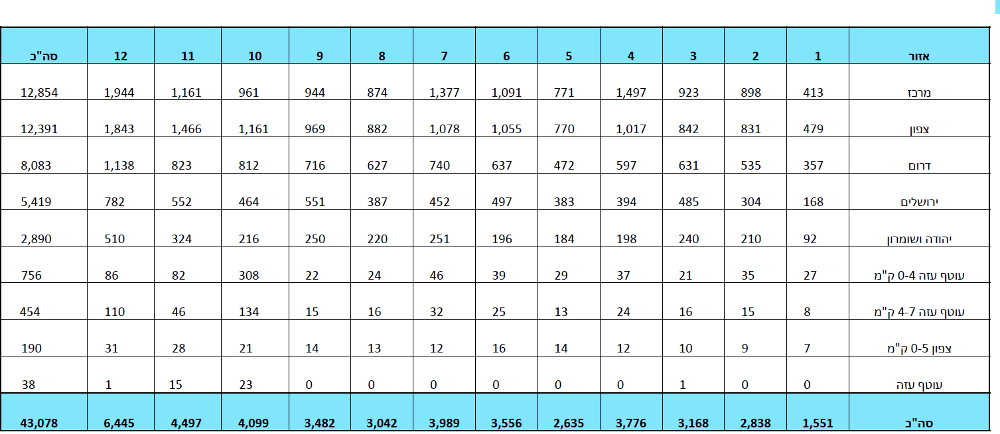 אזור 1 2 3 4 5 6 7 8 9 10 11 12 סה"כ
מרכז 413 898 923 1,497 771 1,091 1,377 874 944 961 1,161 1,944 12,854
צפון 479 831 842 1,017 770 1,055 1,078 882 969 1,161 1,466 1,843 12,391
דרום 357 535 631 597 472 637 740 627 716 812 823 1,138 8,083
ירושלים 168 304 485 394 383 497 452 387 551 464 552 782 5,419
יהודה ושומרון 92 210 240 198 184 196 251 220 250 216 324 510 2,890
עוטף עזה 0-4 ק"מ 27 35 21 37 29 39 46 24 22 308 82 86 756
עוטף עזה 4-7 ק"מ 8 15 16 24 13 25 32 16 15 134 46 110 454
צפון 0-5 ק"מ 7 9 10 12 14 16 12 13 14 21 28 31 190
עוטף עזה 0 0 1 0 0 0 0 0 0 23 15 1 38
סה"כ 1,551 2,838 3,168 3,776 2,635 3,556 3,989 3,042 3,482 4,099 4,497 6,445 43,078